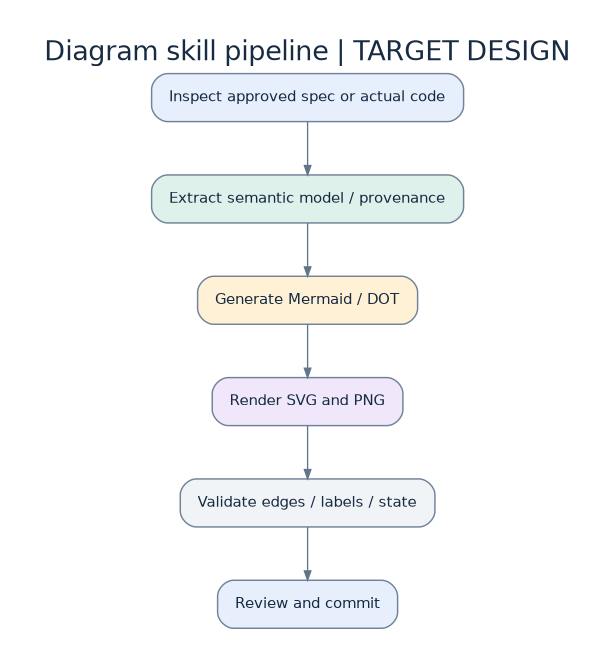 Diagram skill pipeline | TARGET DESIGN
Inspect approved spec or actual code
Extract semantic model / provenance
Generate Mermaid / DOT
Render SVG and PNG
Validate edges / labels / state
Review and commit